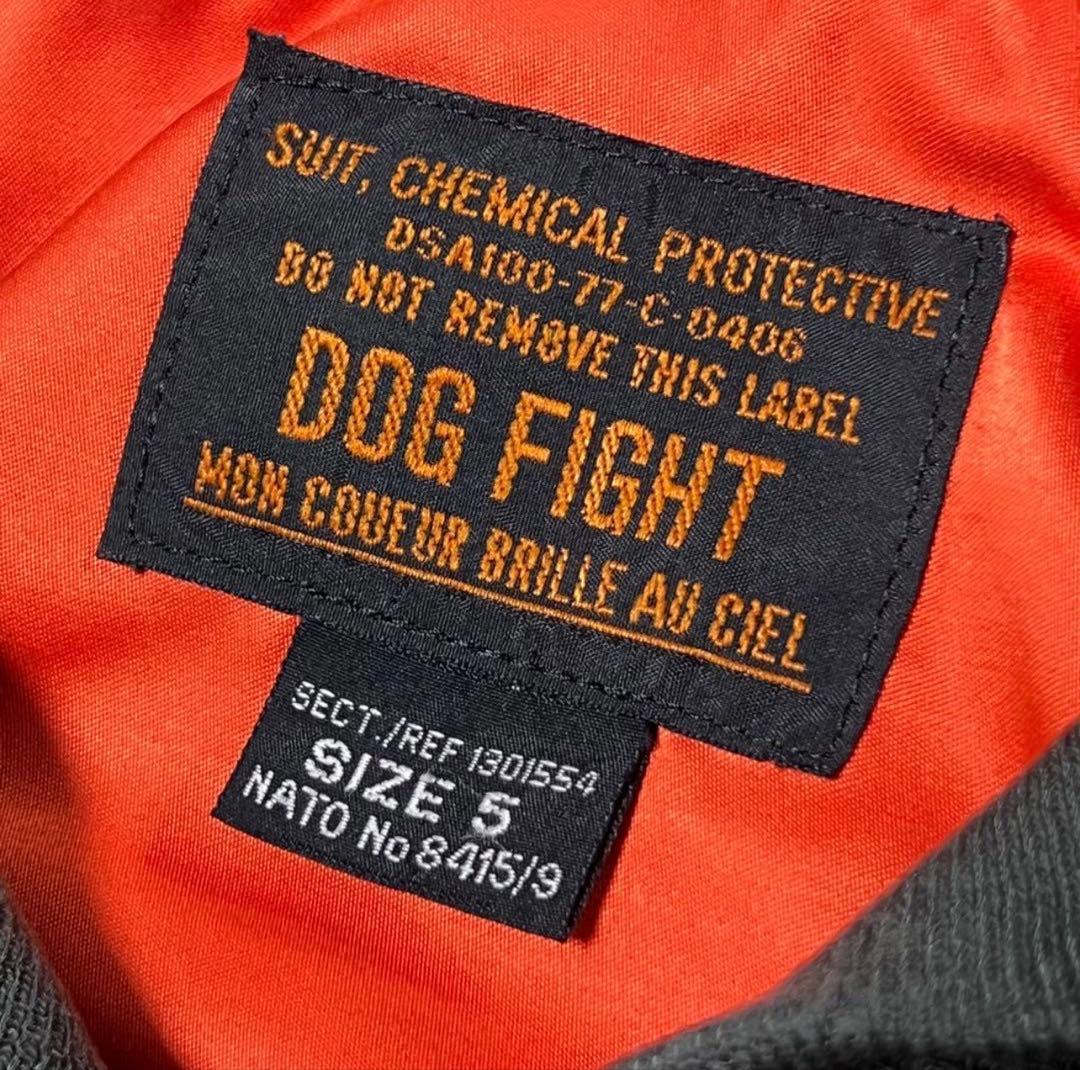 SUIT, CHEMICAL PROTECTIVE
DSA100-77-C-0406
DO NOT REMOVE THIS LABEL
DOG FIGHT
MON COUEUR BRILLE AU CIEL
SECT./REF 1301554
SIZE 5
NATO No 8415/9